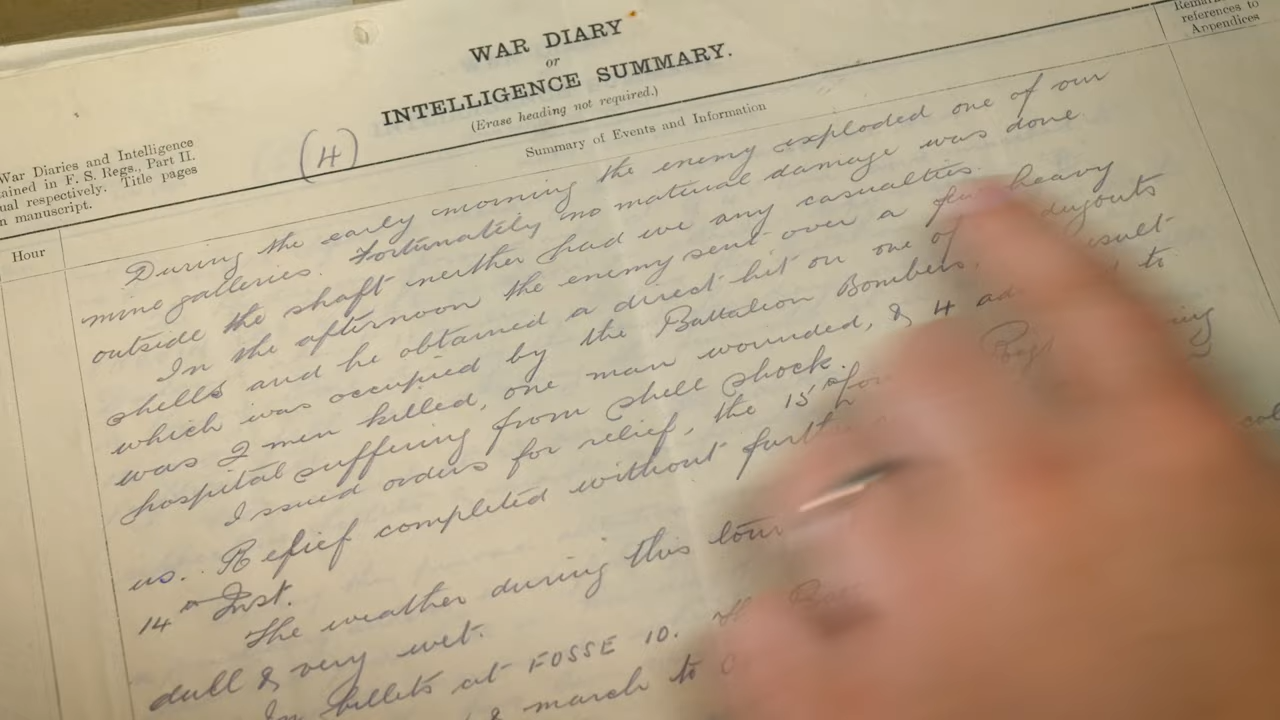 WAR DIARY
or
INTELLIGENCE SUMMARY.
(Erase heading not required.)
Remarks
references to
Appendices
War Diaries and Intelligence
ained in F. S. Regs., Part II.
ual respectively. Title pages
n manuscript.
(4)
Summary of Events and Information
Hour
During the early morning the enemy exploded one of our
mine galleries. Fortunately no material damage was done
outside the shaft neither had we any casualties.
In the afternoon the enemy sent over a few heavy
shells and he obtained a direct hit on one of dugouts
which was occupied by the Battalion Bombers, result
was 2 men killed, one man wounded, & 4 to
hospital suffering from shell shock.
Issued orders for relief, the 15th
us. Relief completed without
14th Inst.
The weather during this tour
dull & very wet.
In billets at FOSSE 10.
& march to